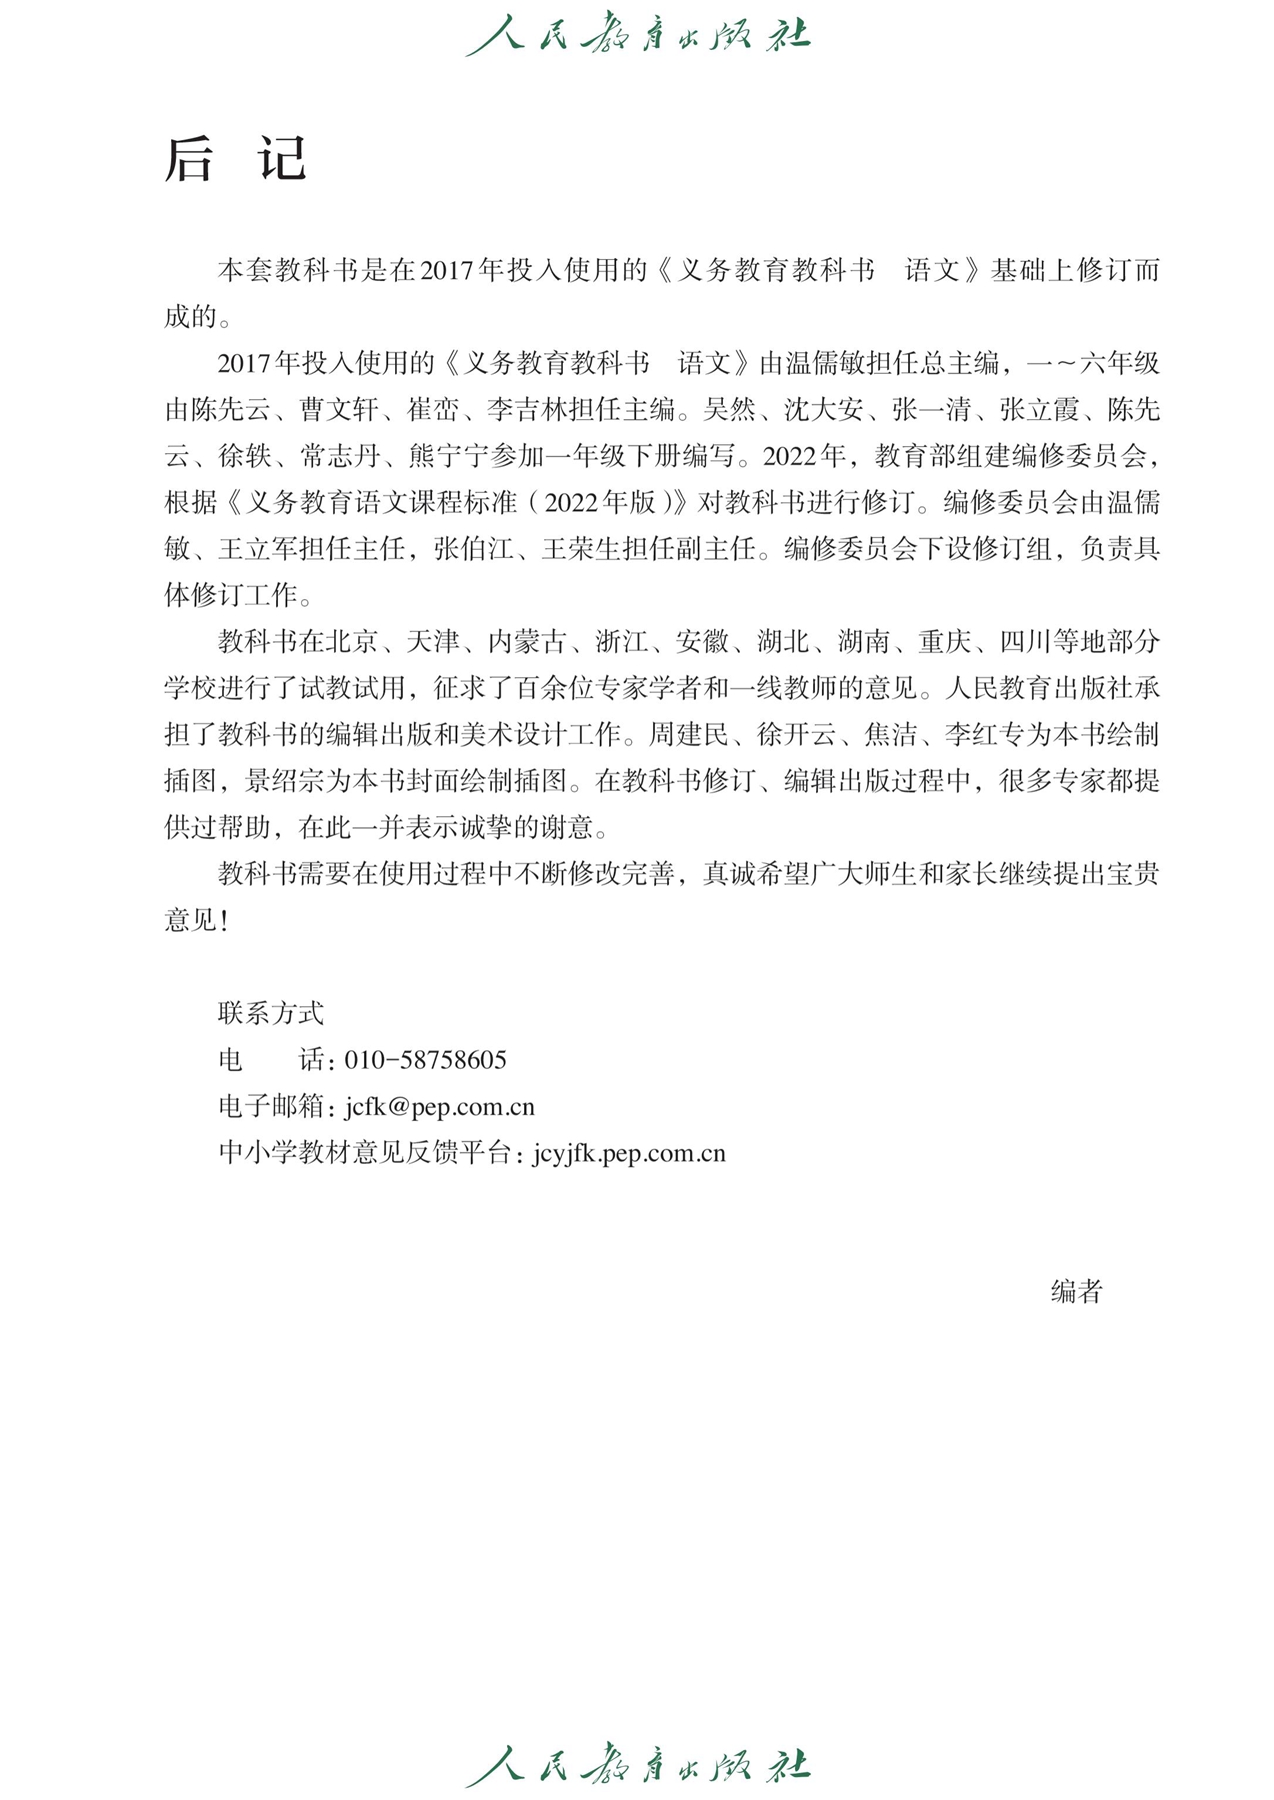 人民教育出版社
后 记
本套教科书是在2017年投入使用的《义务教育教科书　语文》基础上修订而
成的。
2017年投入使用的《义务教育教科书　语文》由温儒敏担任总主编，一～六年级
由陈先云、曹文轩、崔峦、李吉林担任主编。吴然、沈大安、张一清、张立霞、陈先
云、徐轶、常志丹、熊宁宁参加一年级下册编写。2022年，教育部组建编修委员会，
根据《义务教育语文课程标准（2022年版）》对教科书进行修订。编修委员会由温儒
敏、王立军担任主任，张伯江、王荣生担任副主任。编修委员会下设修订组，负责具
体修订工作。
教科书在北京、天津、内蒙古、浙江、安徽、湖北、湖南、重庆、四川等地部分
学校进行了试教试用，征求了百余位专家学者和一线教师的意见。人民教育出版社承
担了教科书的编辑出版和美术设计工作。周建民、徐开云、焦洁、李红专为本书绘制
插图，景绍宗为本书封面绘制插图。在教科书修订、编辑出版过程中，很多专家都提
供过帮助，在此一并表示诚挚的谢意。
教科书需要在使用过程中不断修改完善，真诚希望广大师生和家长继续提出宝贵
意见！
联系方式
电　　话：010-58758605
电子邮箱：jcfk@pep.com.cn
中小学教材意见反馈平台：jcyjfk.pep.com.cn
编者
人民教育出版社